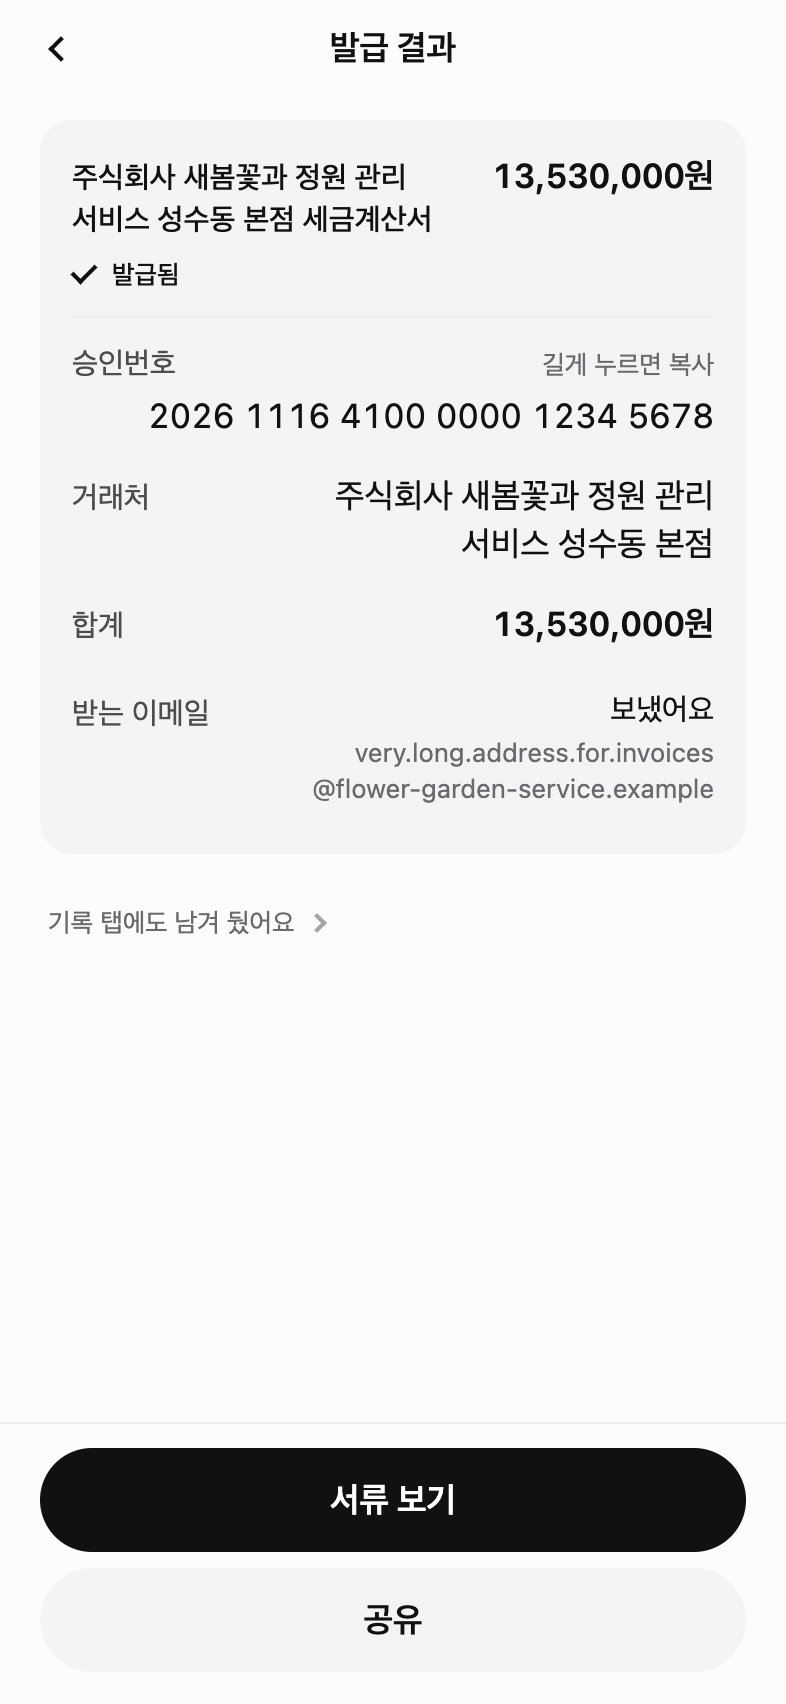 발급 결과
주식회사 새봄꽃과 정원 관리 13,530,000원
서비스 성수동 본점 세금계산서
발급됨
승인번호 길게 누르면 복사
2026 1116 4100 0000 1234 5678
거래처 주식회사 새봄꽃과 정원 관리
서비스 성수동 본점
합계 13,530,000원
받는 이메일 보냈어요
very.long.address.for.invoices
@flower-garden-service.example
기록 탭에도 남겨 뒀어요
서류 보기
공유